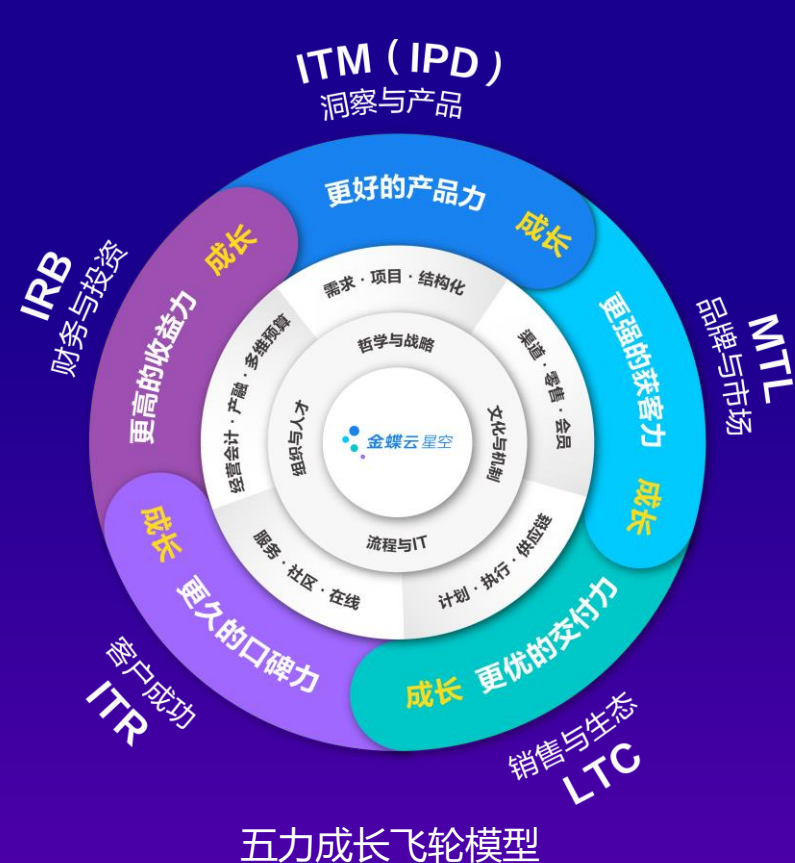 ITM（IPD）
洞察与产品
更好的产品力 成长
MTL
品牌与市场
更强的获客力 成长
LTC
销售与生态
更优的交付力 成长
ITR
客户成功
更久的口碑力 成长
IRB
财务与投资
更高的收益力 成长
需求·项目·结构化
渠道·零售·会员
计划·执行·供应链
服务·社区·在线
经营会计·产融·多维预算
哲学与战略
文化与机制
流程与IT
组织与人才
金蝶云星空
五力成长飞轮模型